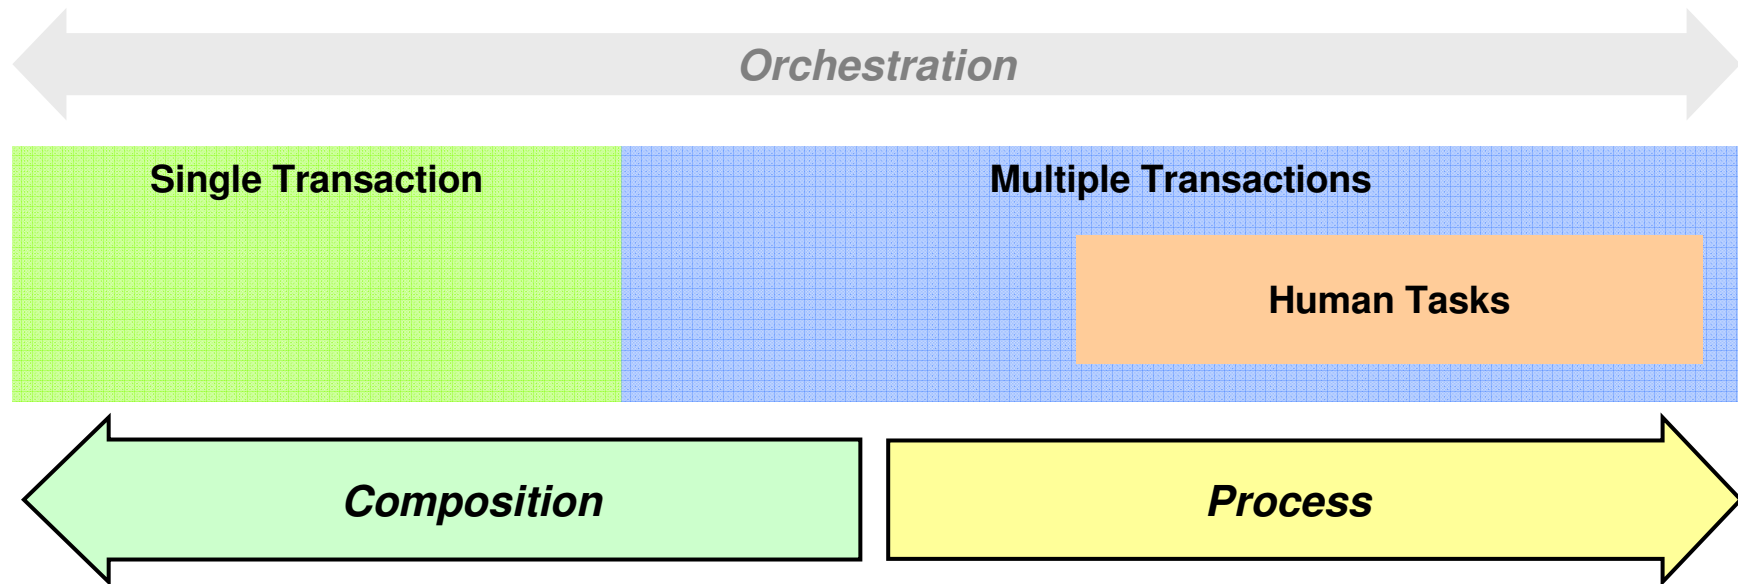 Orchestration
Single Transaction
Multiple Transactions
Human Tasks
Composition
Process